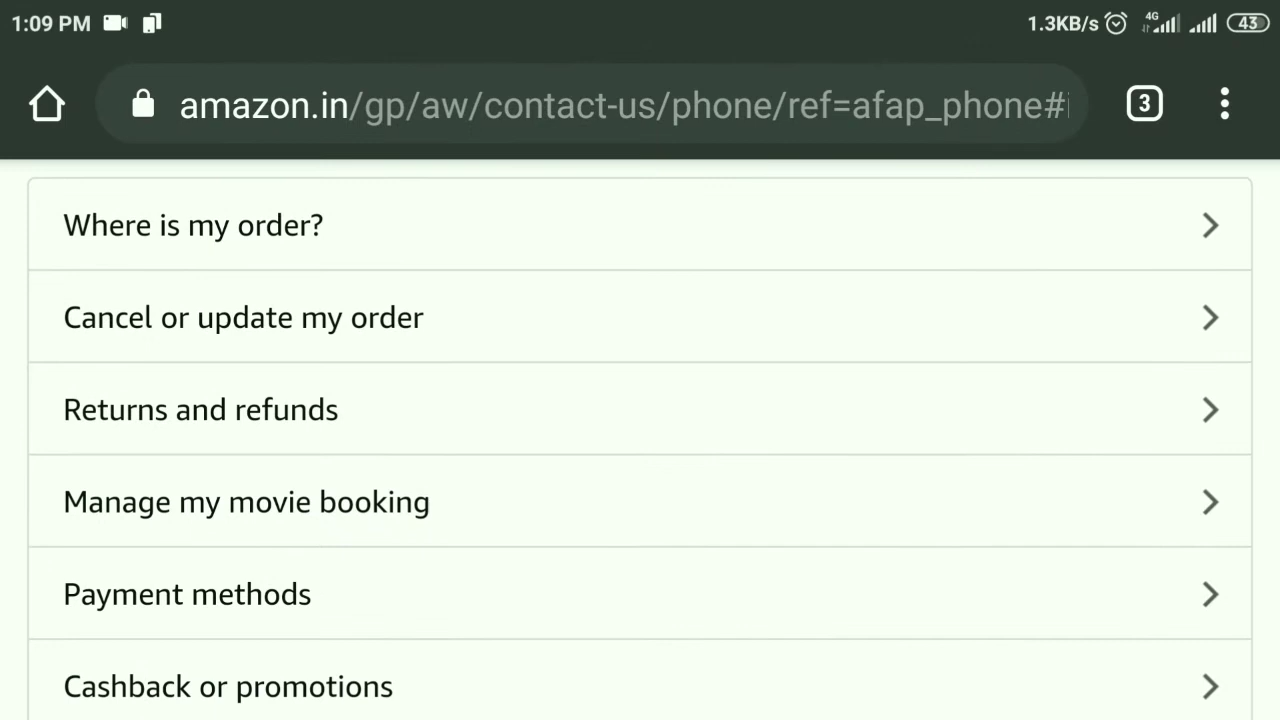 1:09 PM 1.3KB/s 4G 43
amazon.in/gp/aw/contact-us/phone/ref=afap_phone# 3
Where is my order?
Cancel or update my order
Returns and refunds
Manage my movie booking
Payment methods
Cashback or promotions